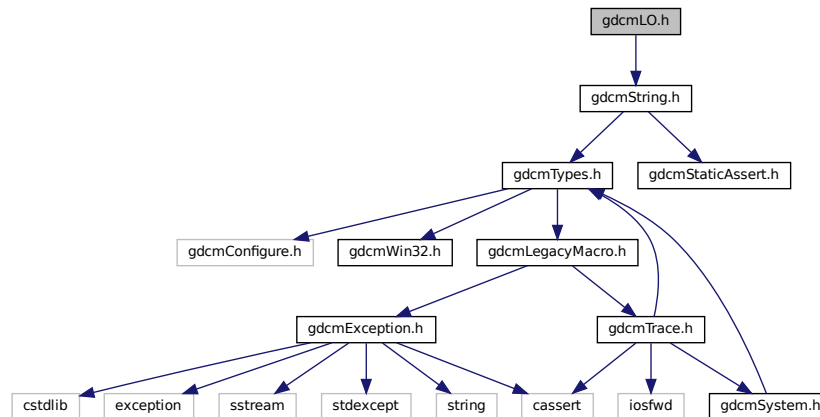 gdcmLO.h
gdcmString.h
gdcmTypes.h
gdcmStaticAssert.h
gdcmConfigure.h
gdcmWin32.h
gdcmLegacyMacro.h
gdcmException.h
gdcmTrace.h
cstdlib
exception
sstream
stdexcept
string
cassert
iosfwd
gdcmSystem.h